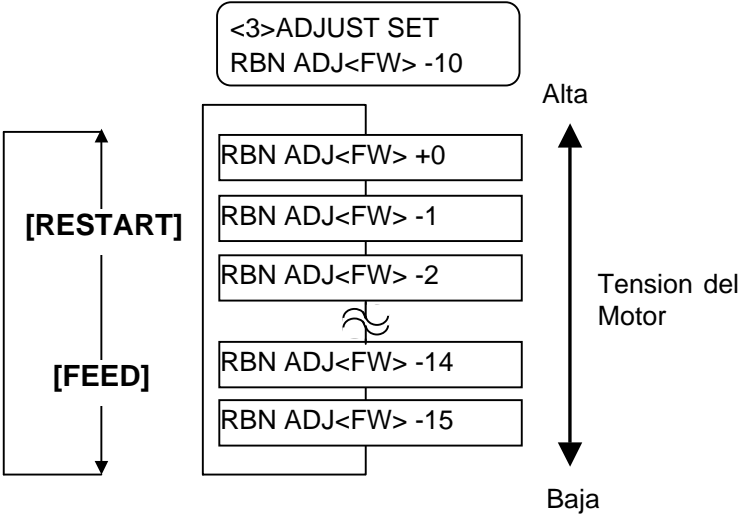 <3>ADJUST SET
RBN ADJ<FW> -10
Alta
RBN ADJ<FW> +0
RBN ADJ<FW> -1
[RESTART]
RBN ADJ<FW> -2
Tension del
Motor
RBN ADJ<FW> -14
[FEED]
RBN ADJ<FW> -15
Baja